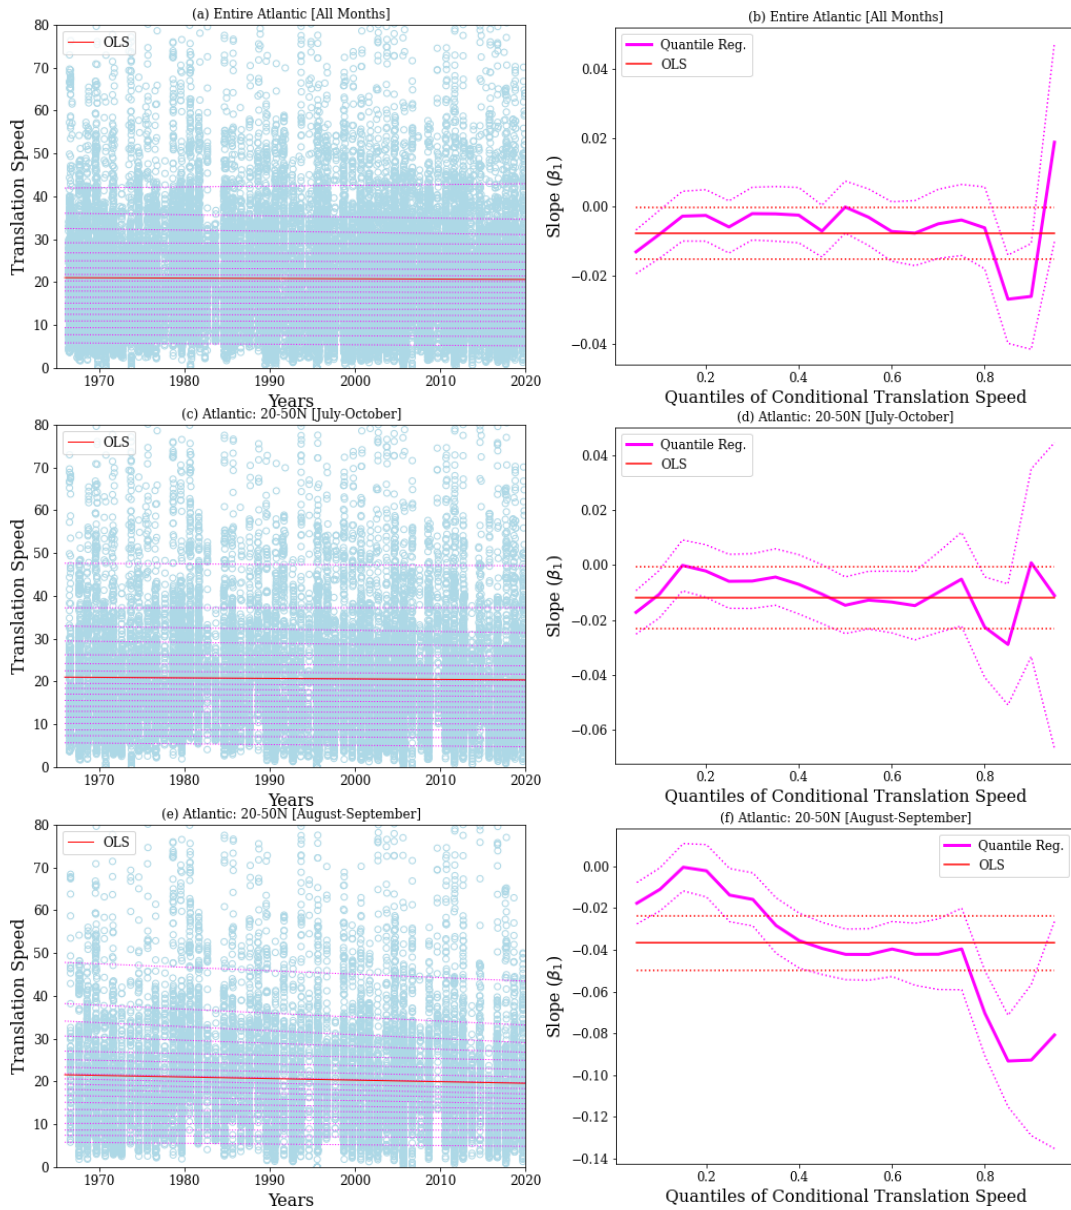 (a) Entire Atlantic [All Months]
80
70
60
50
40
30
20
10
0
Translation Speed
OLS
1970
1980
1990
2000
2010
2020
Years
(b) Entire Atlantic [All Months]
0.04
0.02
0.00
−0.02
−0.04
Slope (β1)
Quantile Reg.
OLS
0.2
0.4
0.6
0.8
Quantiles of Conditional Translation Speed
(c) Atlantic: 20-50N [July-October]
80
70
60
50
40
30
20
10
0
Translation Speed
OLS
1970
1980
1990
2000
2010
2020
Years
(d) Atlantic: 20-50N [July-October]
0.04
0.02
0.00
−0.02
−0.04
−0.06
Slope (β1)
Quantile Reg.
OLS
0.2
0.4
0.6
0.8
Quantiles of Conditional Translation Speed
(e) Atlantic: 20-50N [August-September]
80
70
60
50
40
30
20
10
0
Translation Speed
OLS
1970
1980
1990
2000
2010
2020
Years
(f) Atlantic: 20-50N [August-September]
0.00
−0.02
−0.04
−0.06
−0.08
−0.10
−0.12
−0.14
Slope (β1)
Quantile Reg.
OLS
0.2
0.4
0.6
0.8
Quantiles of Conditional Translation Speed